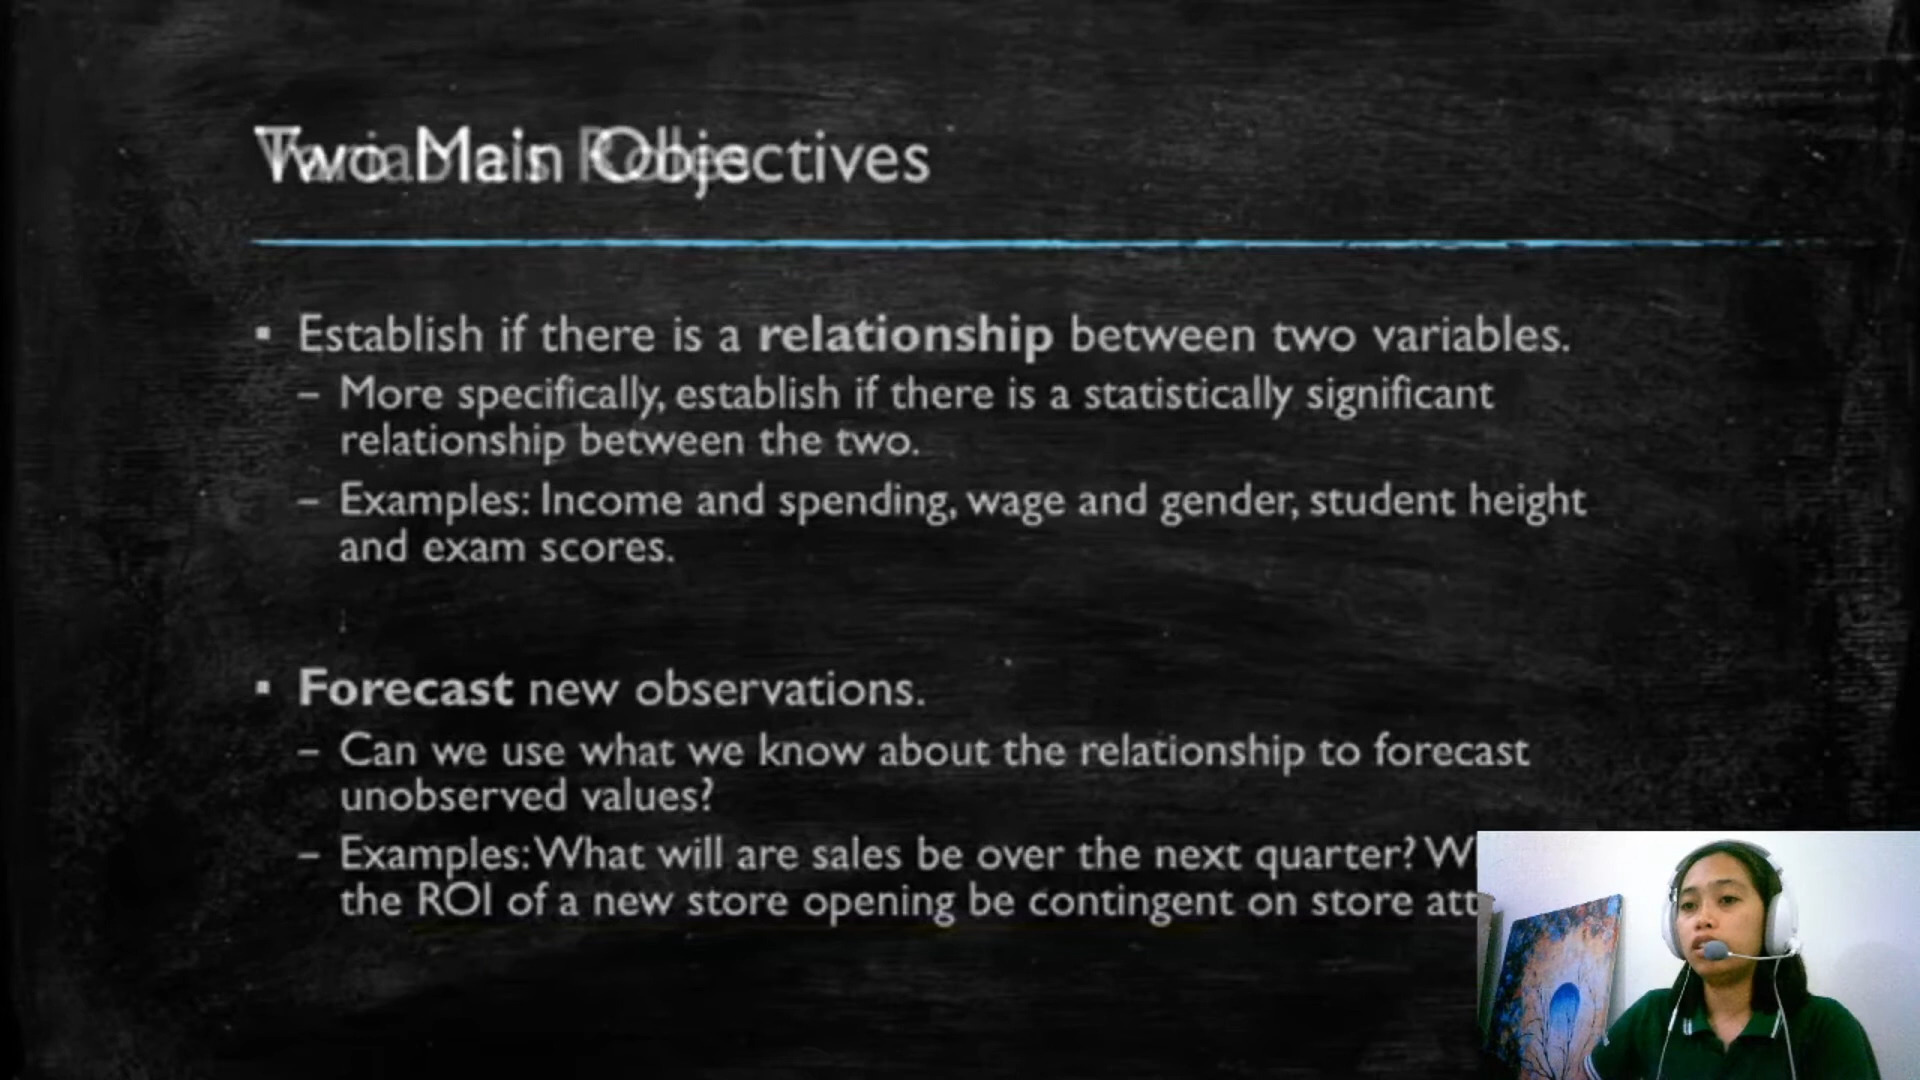 Two Main Objectives
▪ Establish if there is a relationship between two variables.
– More specifically, establish if there is a statistically significant
relationship between the two.
– Examples: Income and spending, wage and gender, student height
and exam scores.
▪ Forecast new observations.
– Can we use what we know about the relationship to forecast
unobserved values?
– Examples: What will are sales be over the next quarter?
the ROI of a new store opening be contingent on store